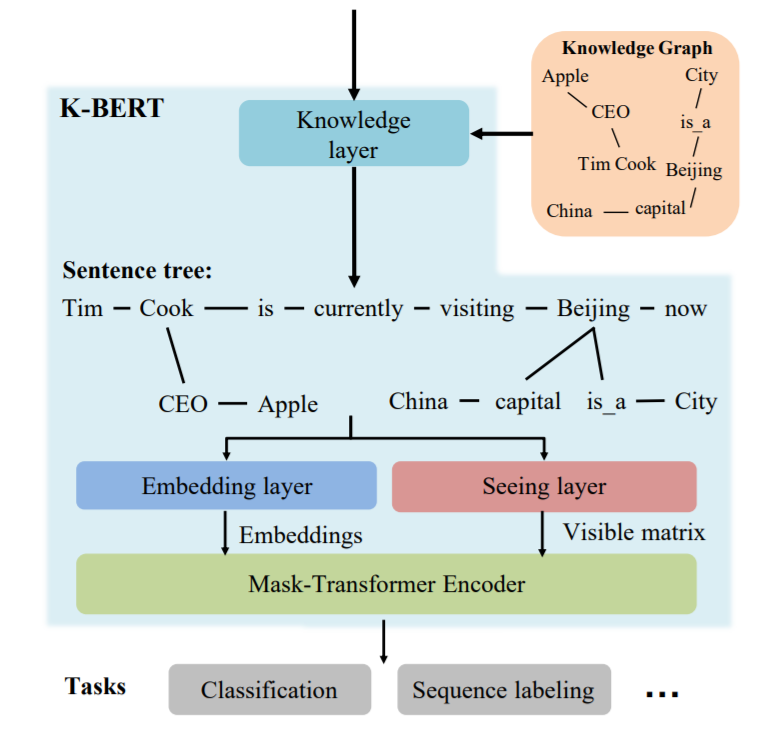 Knowledge Graph
Apple
City
CEO
is_a
Tim Cook
Beijing
China — capital
K-BERT
Knowledge
layer
Sentence tree:
Tim — Cook — is — currently — visiting — Beijing — now
CEO — Apple
China — capital
is_a — City
Embedding layer
Seeing layer
Embeddings
Visible matrix
Mask-Transformer Encoder
Tasks
Classification
Sequence labeling
...